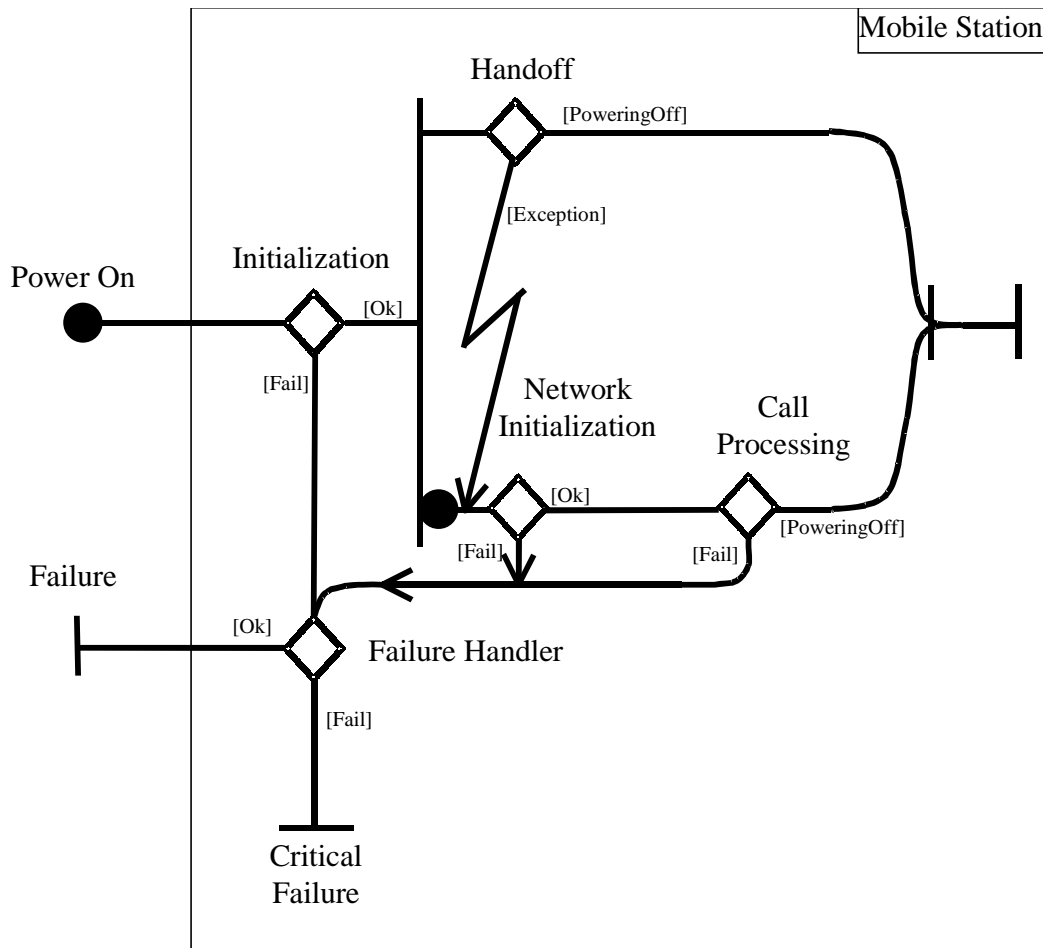 Mobile Station
Handoff
[PoweringOff]
[Exception]
Initialization
Power On
[Ok]
[Fail]
Network
Initialization
Call
Processing
[Ok]
[PoweringOff]
[Fail]
[Fail]
Failure
[Ok]
Failure Handler
[Fail]
Critical
Failure